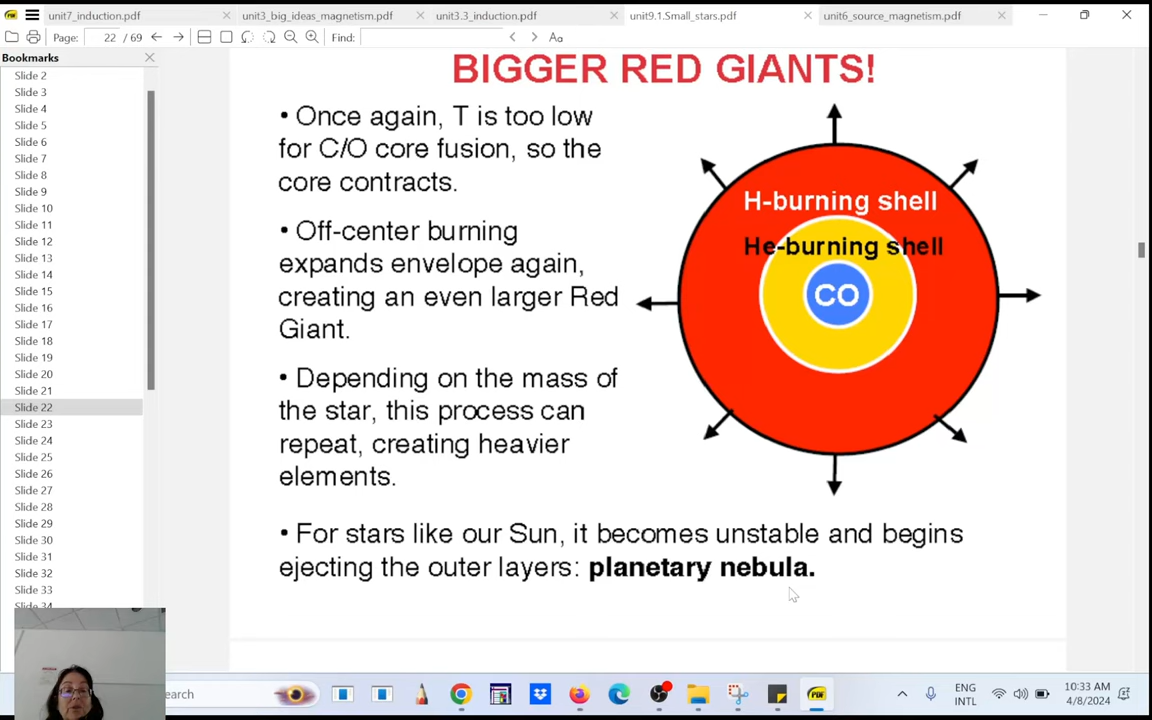 unit7_induction.pdf
unit3_big_ideas_magnetism.pdf
unit3.3_induction.pdf
unit9.1.Small_stars.pdf
unit6_source_magnetism.pdf
Page: 22 / 69
Find:
Bookmarks
Slide 2
Slide 3
Slide 4
Slide 5
Slide 6
Slide 7
Slide 8
Slide 9
Slide 10
Slide 11
Slide 12
Slide 13
Slide 14
Slide 15
Slide 16
Slide 17
Slide 18
Slide 19
Slide 20
Slide 21
Slide 22
Slide 23
Slide 24
Slide 25
Slide 26
Slide 27
Slide 28
Slide 29
Slide 30
Slide 31
Slide 32
Slide 33
Slide 34
BIGGER RED GIANTS!
• Once again, T is too low
for C/O core fusion, so the
core contracts.
• Off-center burning
expands envelope again,
creating an even larger Red
Giant.
• Depending on the mass of
the star, this process can
repeat, creating heavier
elements.
• For stars like our Sun, it becomes unstable and begins
ejecting the outer layers: planetary nebula.
H-burning shell
He-burning shell
CO
earch
PDF
ENG
INTL
10:33 AM
4/8/2024